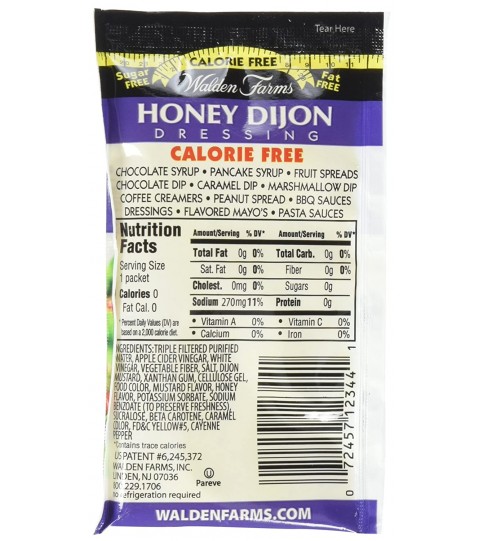 Tear Here
CALORIE FREE
Sugar FREE
Walden Farms
Fat FREE
HONEY DIJON
DRESSING
CALORIE FREE
CHOCOLATE SYRUP • PANCAKE SYRUP • FRUIT SPREADS
CHOCOLATE DIP • CARAMEL DIP • MARSHMALLOW DIP
COFFEE CREAMERS • PEANUT SPREAD • BBQ SAUCES
DRESSINGS • FLAVORED MAYO'S • PASTA SAUCES
Nutrition Facts
Serving Size
1 packet
Calories 0
Fat Cal. 0
* Percent Daily Values (DV) are
based on a 2,000 calorie diet.
Amount/Serving % DV* Amount/Serving % DV*
Total Fat 0g 0% Total Carb. 0g 0%
Sat. Fat 0g 0% Fiber 0g 0%
Cholest. 0mg 0% Sugars 0g
Sodium 270mg 11% Protein 0g
• Vitamin A 0% • Vitamin C 0%
• Calcium 0% • Iron 0%
INGREDIENTS:TRIPLE FILTERED PURIFIED
WATER, APPLE CIDER VINEGAR, WHITE
VINEGAR, VEGETABLE FIBER, SALT, DIJON
MUSTARD, XANTHAN GUM, CELLULOSE GEL,
FOOD COLOR, MUSTARD FLAVOR, HONEY
FLAVOR, POTASSIUM SORBATE, SODIUM
BENZOATE (TO PRESERVE FRESHNESS),
SUCRALOSE, BETA CAROTENE, CARAMEL
COLOR, FD&C YELLOW#5, CAYENNE
PEPPER
*Contains trace calories
US PATENT #6,245,372
WALDEN FARMS, INC.
LINDEN, NJ 07036
800.229.1706
no refrigeration required
U
Pareve
0 72457 12344 1
WALDENFARMS.COM